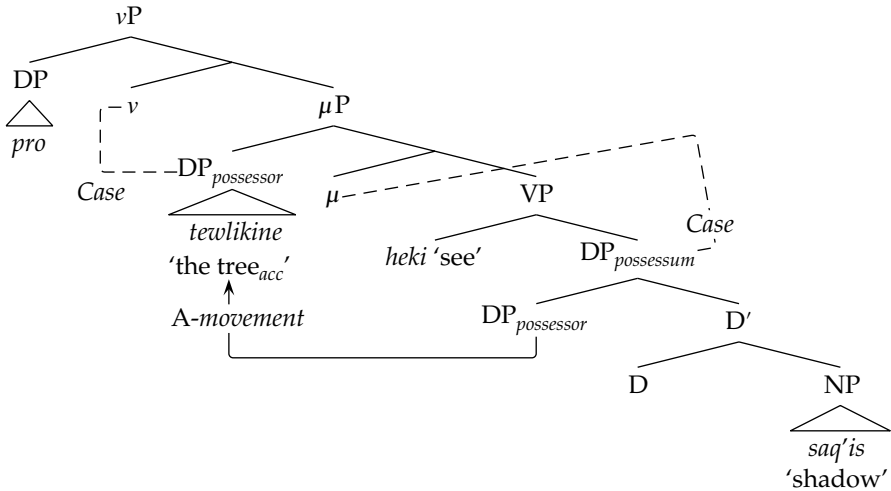 vP
DP
pro
v
μP
Case
DPpossessor
tewlikine
‘the treeacc’
A-movement
μ
VP
heki ‘see’
Case
DPpossessum
DPpossessor
D′
D
NP
saq’is
‘shadow’